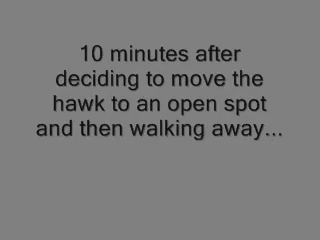 10 minutes after
deciding to move the
hawk to an open spot
and then walking away...